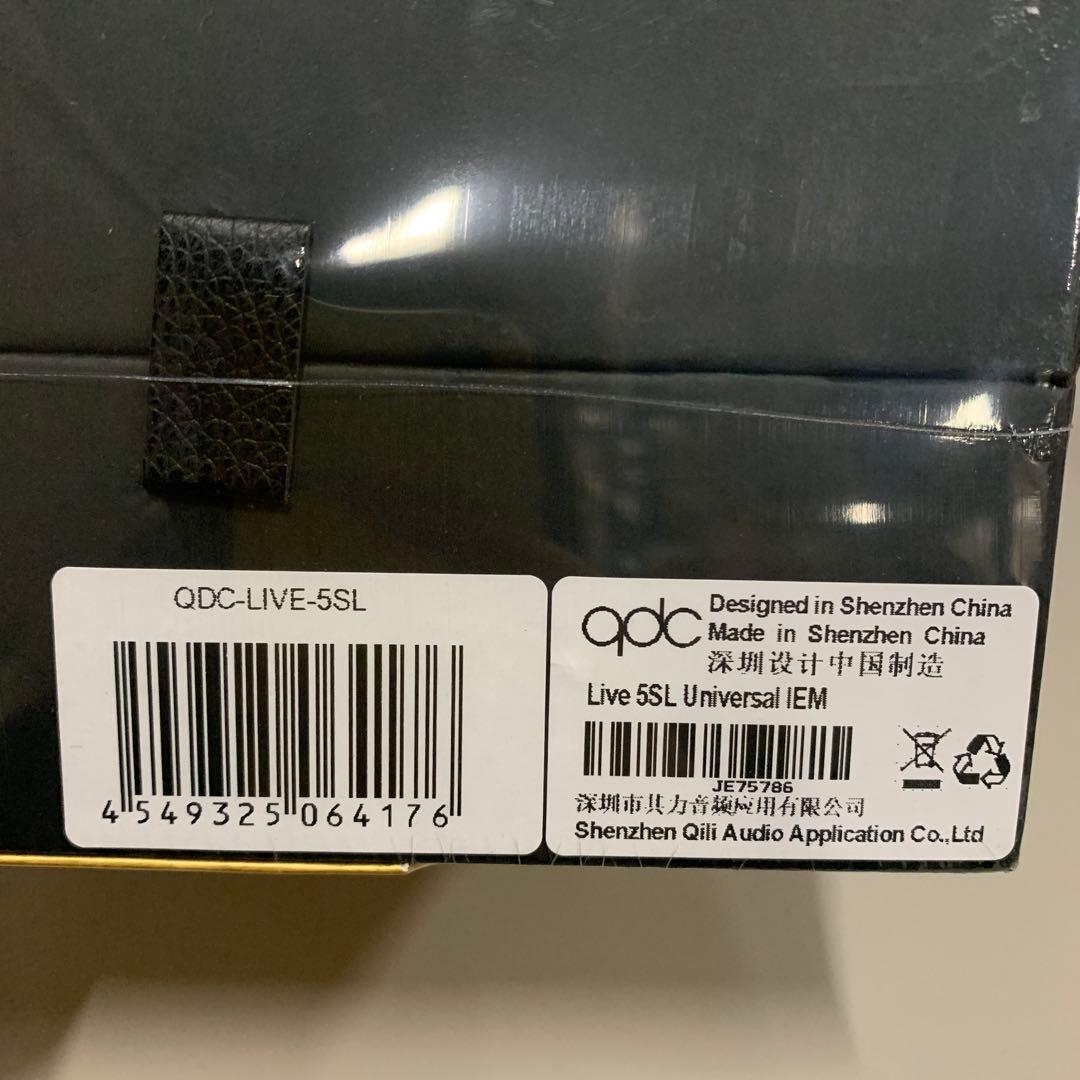 QDC-LIVE-5SL
4 549325 064176
qdc
Designed in Shenzhen China
Made in Shenzhen China
深圳设计中国制造
Live 5SL Universal IEM
JE75786
深圳市其力音频应用有限公司
Shenzhen Qili Audio Application Co.,Ltd